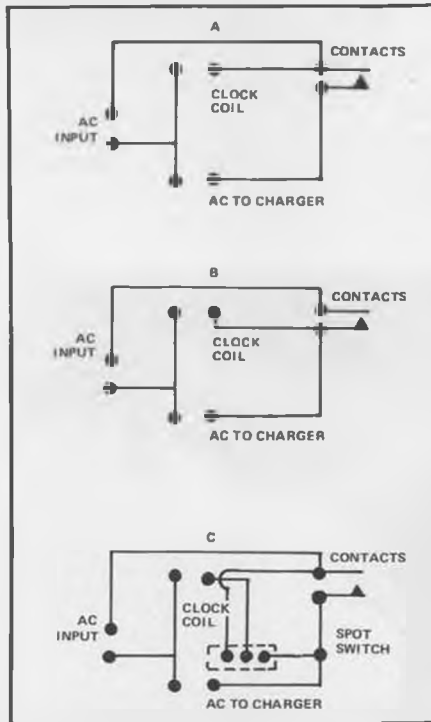 A
CONTACTS
CLOCK
COIL
AC
INPUT
AC TO CHARGER
B
CONTACTS
AC
INPUT
CLOCK
COIL
AC TO CHARGER
C
CONTACTS
CLOCK
COIL
AC
INPUT
SPOT
SWITCH
AC TO CHARGER